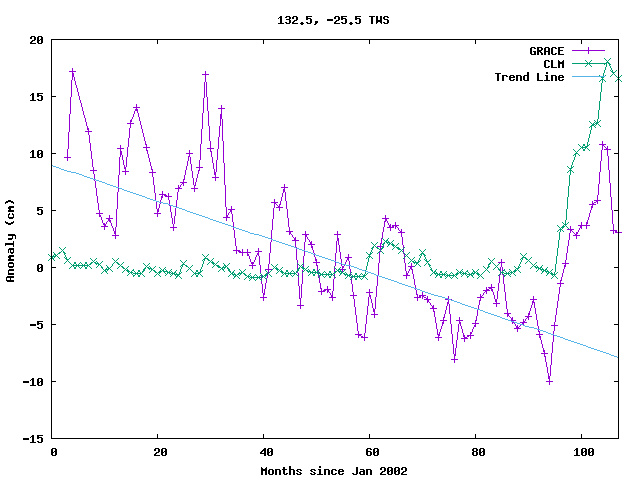 132.5, -25.5 TWS
GRACE
CLM
Trend Line
20
15
10
5
0
-5
-10
-15
Anomaly (cm)
0 20 40 60 80 100
Months since Jan 2002